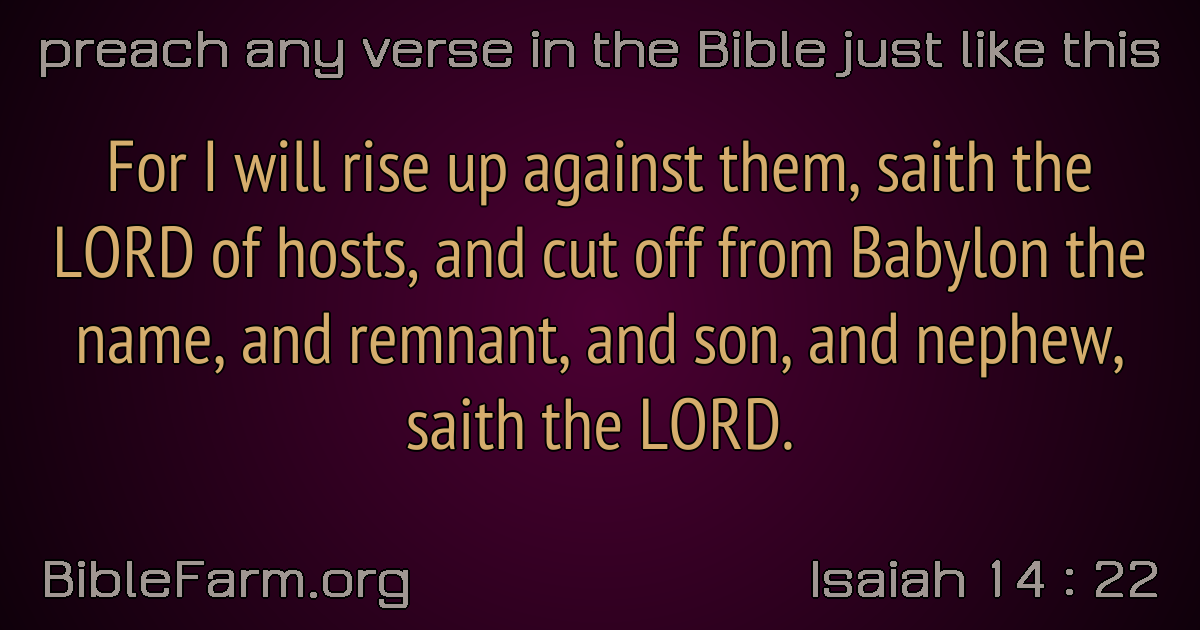 preach any verse in the Bible just like this
For I will rise up against them, saith the
LORD of hosts, and cut off from Babylon the
name, and remnant, and son, and nephew,
saith the LORD.
BibleFarm.org
Isaiah 14 : 22